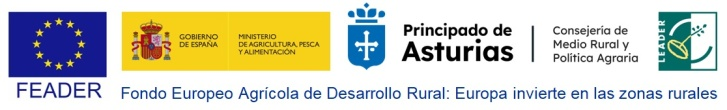 FEADER
GOBIERNO
DE ESPAÑA
MINISTERIO
DE AGRICULTURA, PESCA
Y ALIMENTACIÓN
Principado de
Asturias
Consejería de
Medio Rural y
Política Agraria
LEADER
Fondo Europeo Agrícola de Desarrollo Rural: Europa invierte en las zonas rurales